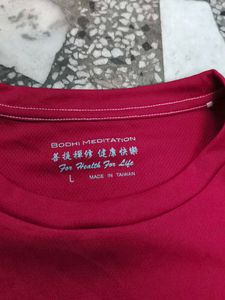 BODHI MEDITATION
菩提禪修 健康快樂
For Health For Life
L MADE IN TAIWAN